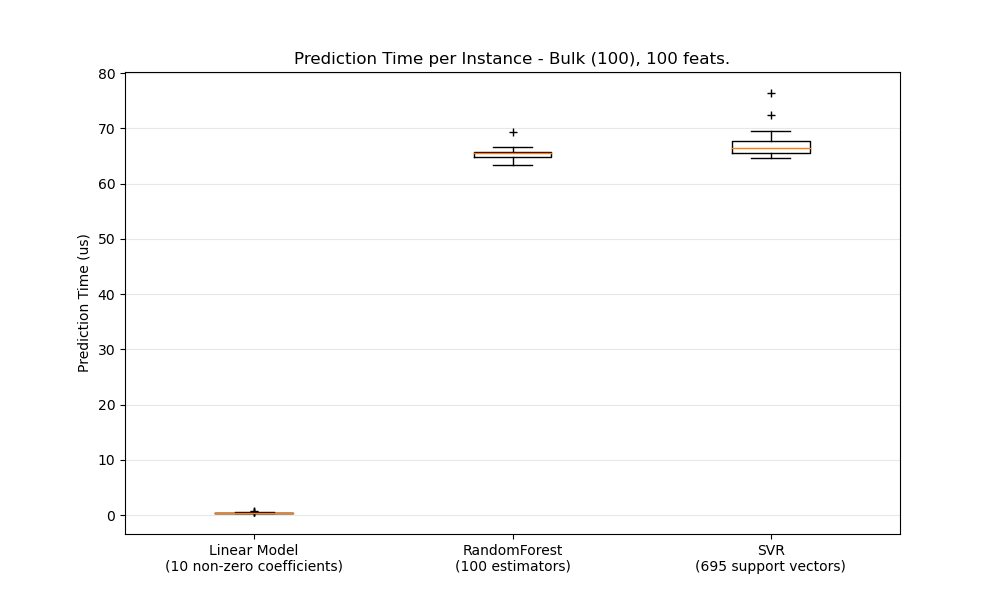 Prediction Time per Instance - Bulk (100), 100 feats.
80
70
60
50
40
30
20
10
0
Prediction Time (us)
Linear Model
(10 non-zero coefficients)
RandomForest
(100 estimators)
SVR
(695 support vectors)